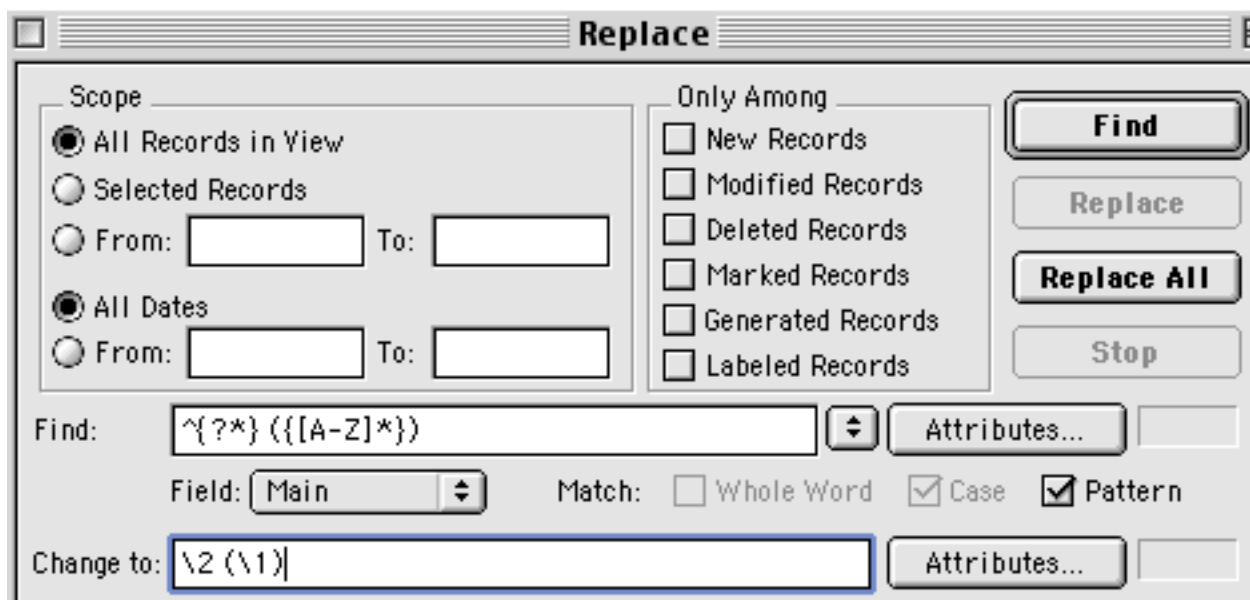 Replace
Scope
All Records in View
Selected Records
From: To:
All Dates
From: To:
Only Among
New Records
Modified Records
Deleted Records
Marked Records
Generated Records
Labeled Records
Find
Replace
Replace All
Stop
Find: ^{?*} ({[A-Z]*}) Attributes...
Field: Main Match: Whole Word Case Pattern
Change to: \2 (\1) Attributes...